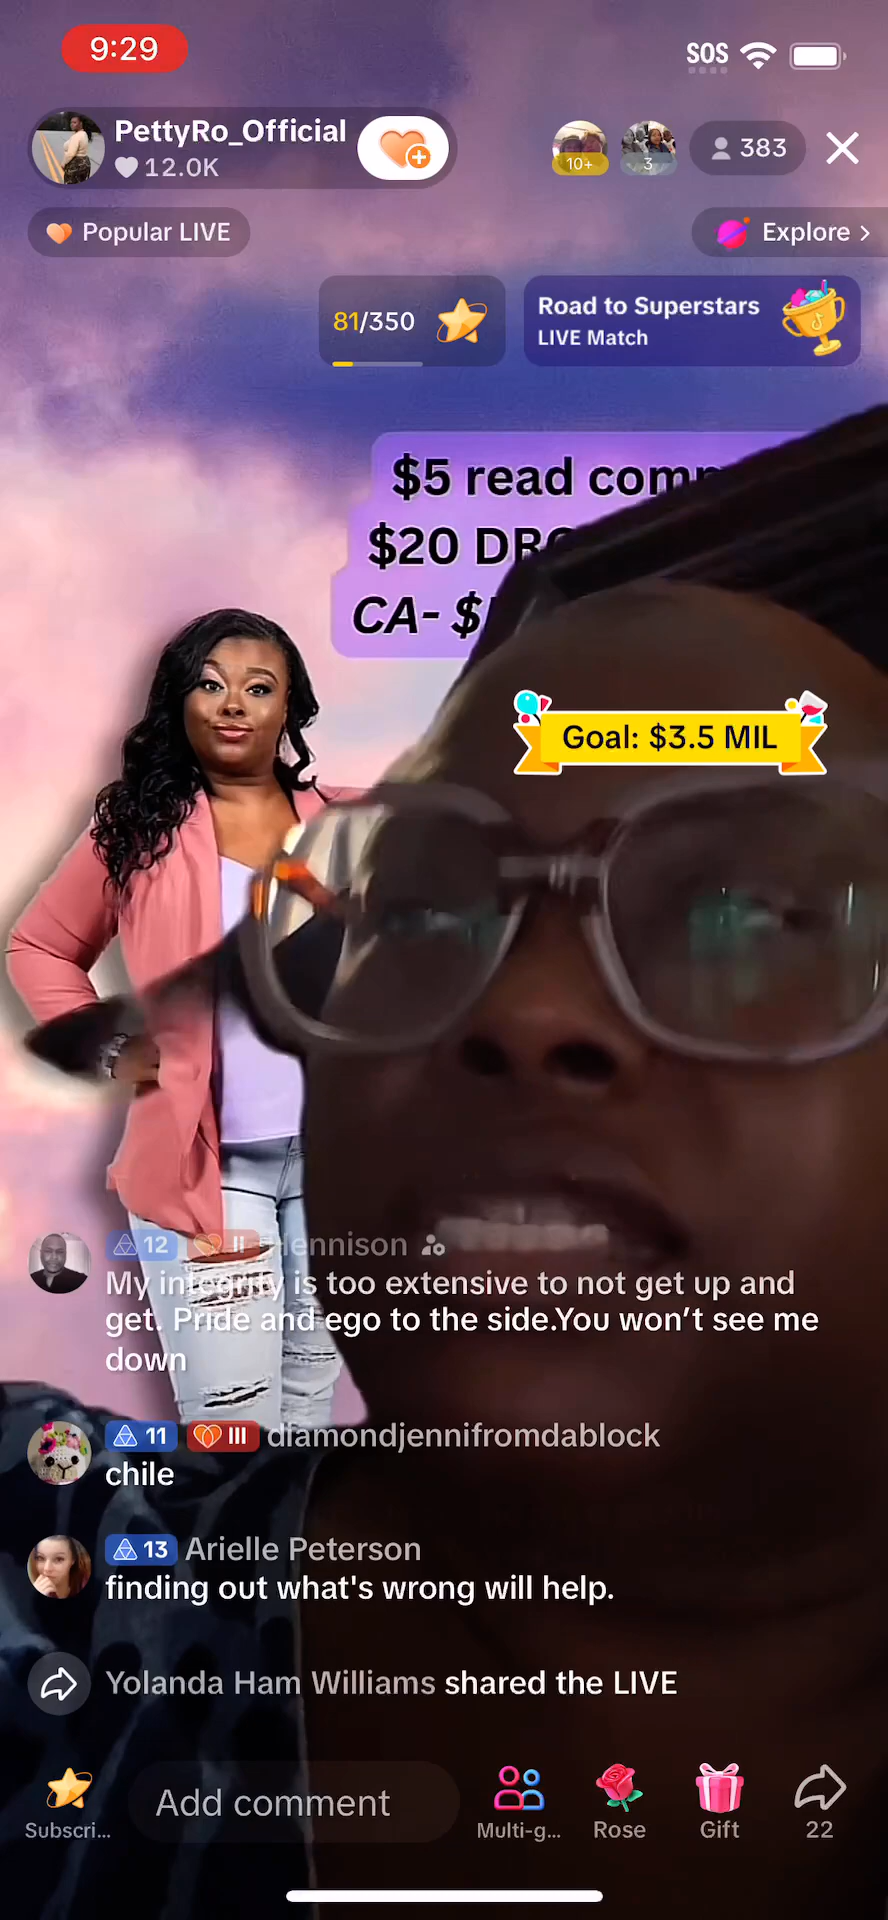 9:29
SOS
PettyRo_Official
12.0K
10+
3
383
Popular LIVE
Explore >
81/350
Road to Superstars
LIVE Match
$5 read
$20
CA- $
Goal: $3.5 MIL
12 II Hennison
My integrity is too extensive to not get up and
get. Pride and ego to the side.You won’t see me
down
11 III diamondjennifromdablock
chile
13 Arielle Peterson
finding out what's wrong will help.
Yolanda Ham Williams shared the LIVE
Subscri...
Add comment
Multi-g...
Rose
Gift
22